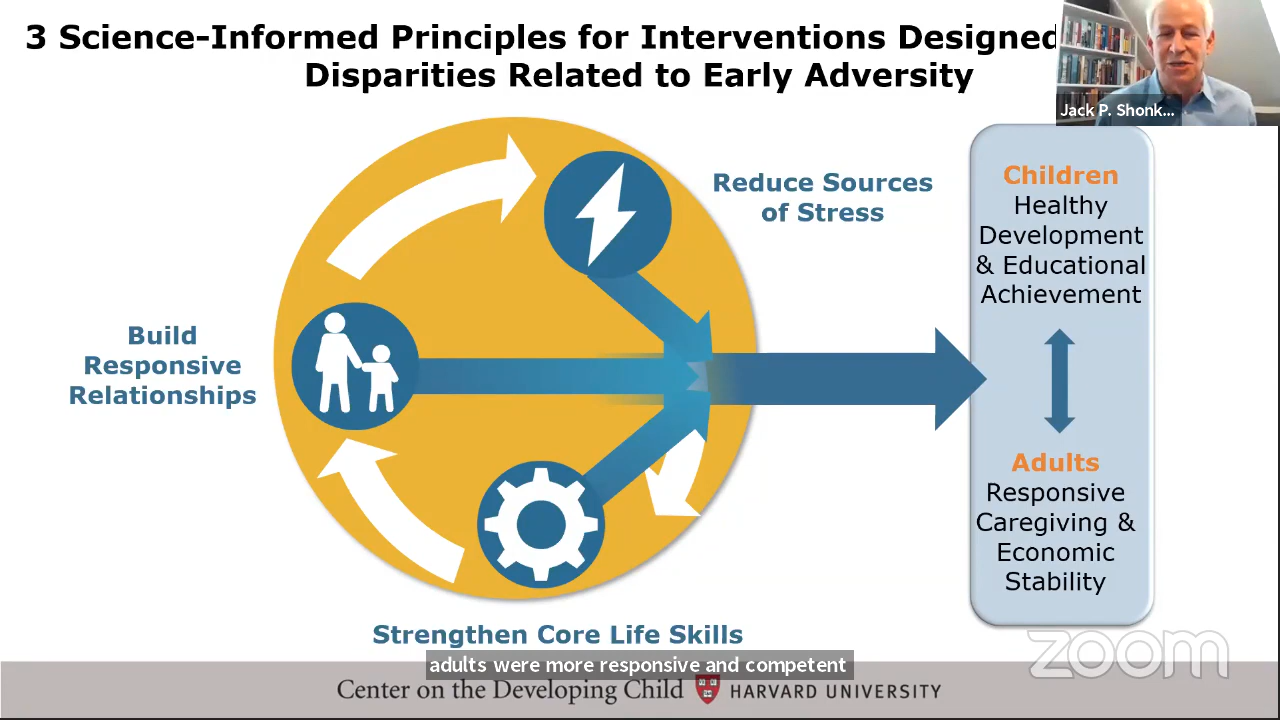 3 Science-Informed Principles for Interventions Designed
Disparities Related to Early Adversity
Jack P. Shonk...
Reduce Sources
of Stress
Build
Responsive
Relationships
Strengthen Core Life Skills
Children
Healthy
Development
& Educational
Achievement
Adults
Responsive
Caregiving &
Economic
Stability
zoom
adults were more responsive and competent
Center on the Developing Child HARVARD UNIVERSITY